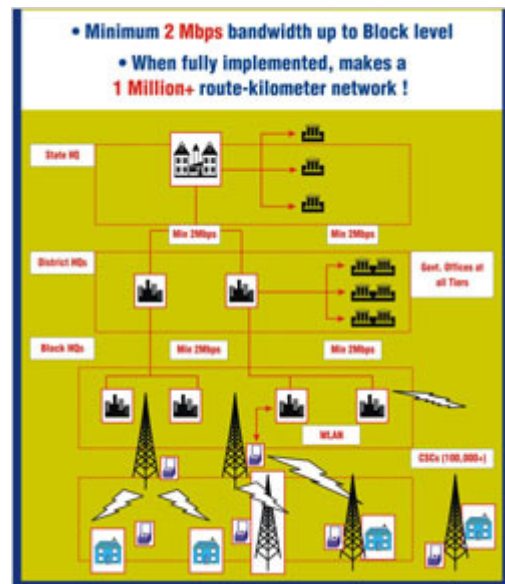 • Minimum 2 Mbps bandwidth up to Block level
• When fully implemented, makes a
1 Million+ route-kilometer network !
State HQ
Min 2Mbps
Min 2Mbps
District HQs
Govt. Offices at
all Tiers
Block HQs
Min 2Mbps
Min 2Mbps
WLAN
CSCs (100,000+)